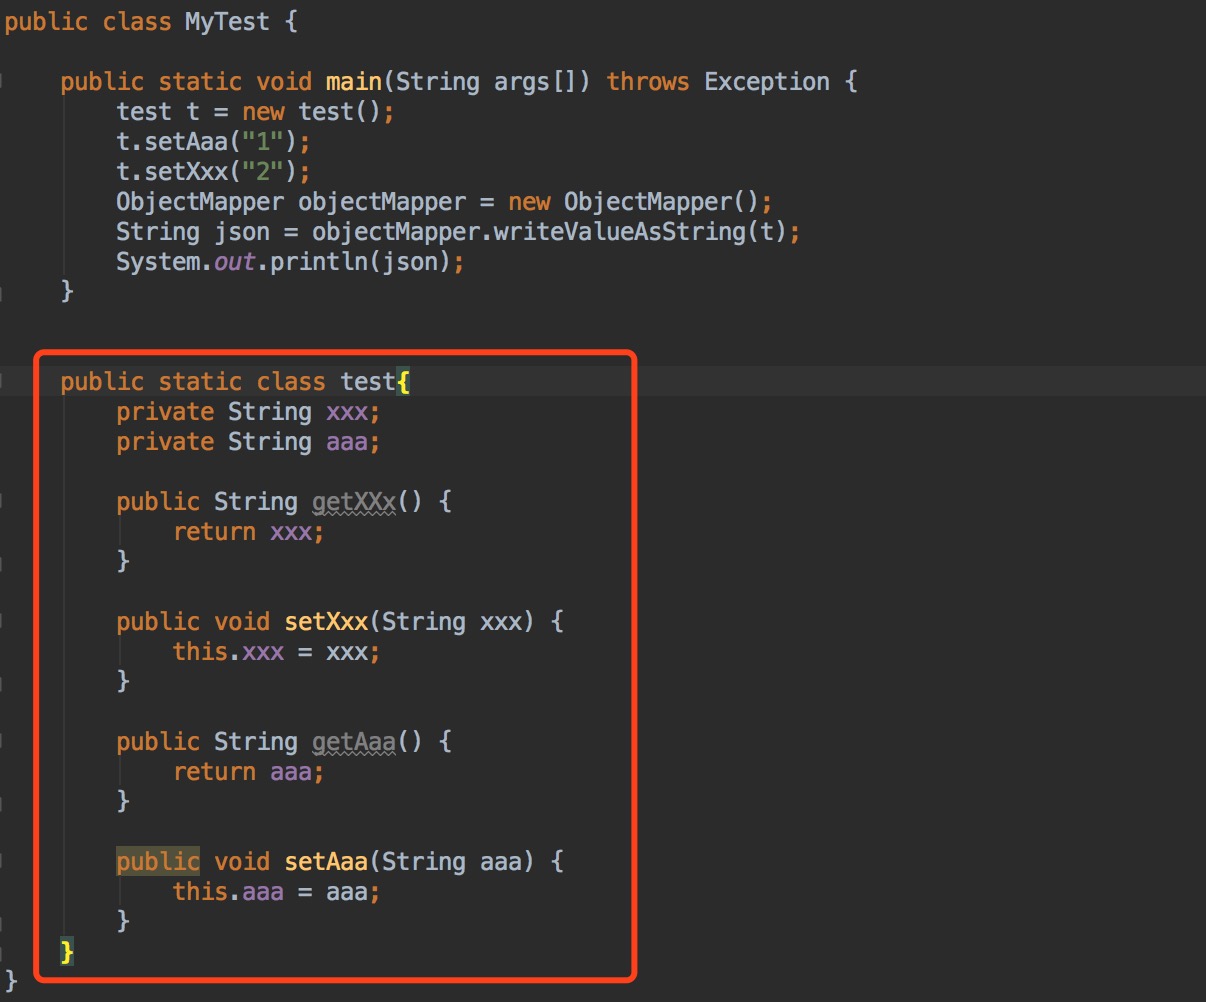 public class MyTest {
public static void main(String args[]) throws Exception {
test t = new test();
t.setAaa("1");
t.setXxx("2");
ObjectMapper objectMapper = new ObjectMapper();
String json = objectMapper.writeValueAsString(t);
System.out.println(json);
}
public static class test{
private String xxx;
private String aaa;
public String getXXx() {
return xxx;
}
public void setXxx(String xxx) {
this.xxx = xxx;
}
public String getAaa() {
return aaa;
}
public void setAaa(String aaa) {
this.aaa = aaa;
}
}
}